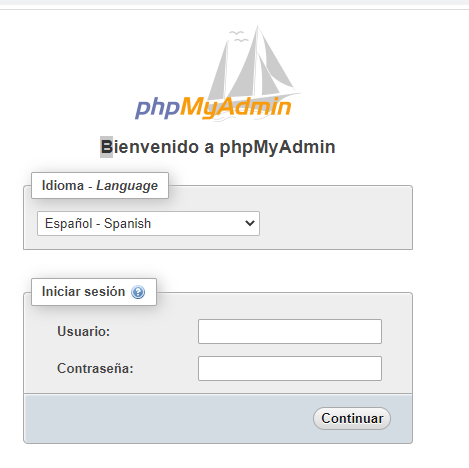 phpMyAdmin
Bienvenido a phpMyAdmin
Idioma - Language
Español - Spanish
Iniciar sesión
Usuario:
Contraseña:
Continuar